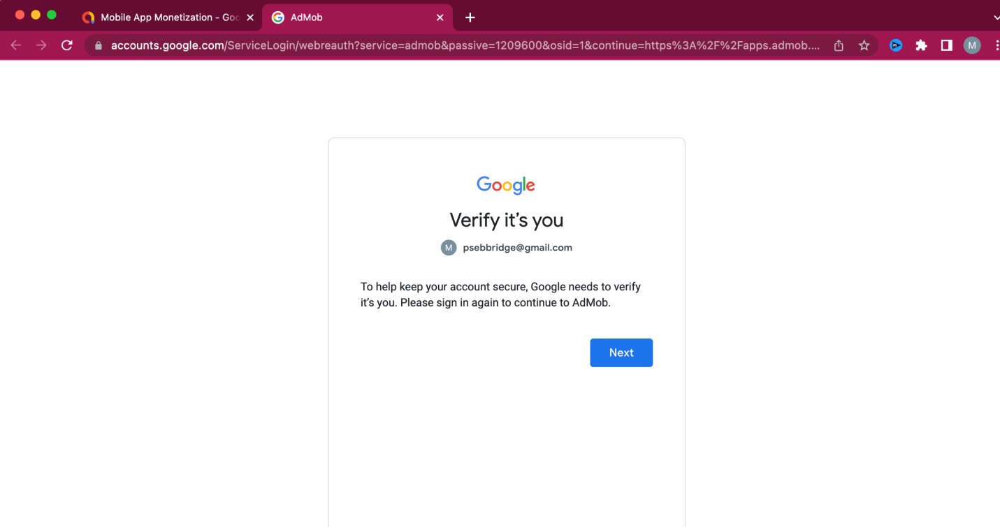 Mobile App Monetization - Goo
AdMob
accounts.google.com/ServiceLogin/webreauth?service=admob&passive=1209600&osid=1&continue=https%3A%2F%2Fapps.admob....
M
Google
Verify it’s you
M psebbridge@gmail.com
To help keep your account secure, Google needs to verify
it’s you. Please sign in again to continue to AdMob.
Next